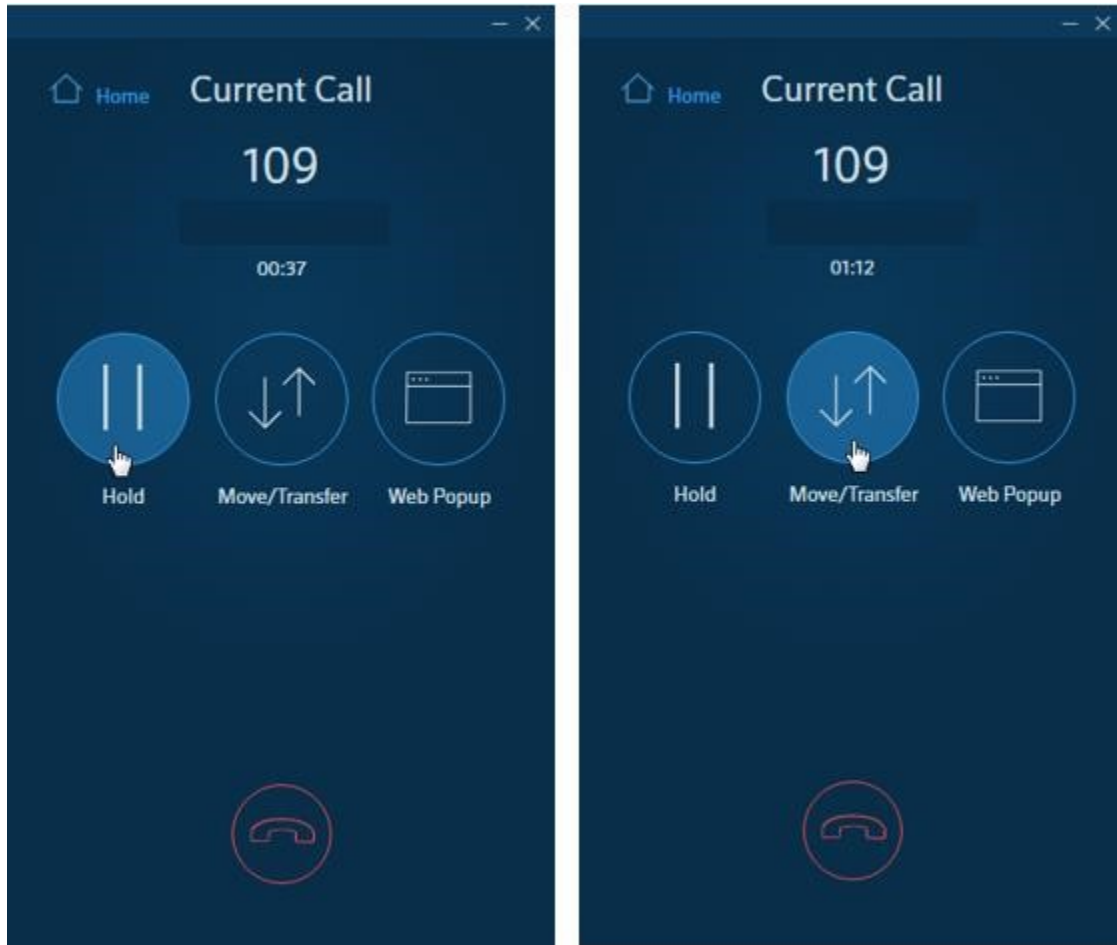 Home Current Call
109
00:37
Hold Move/Transfer Web Popup
Home Current Call
109
01:12
Hold Move/Transfer Web Popup